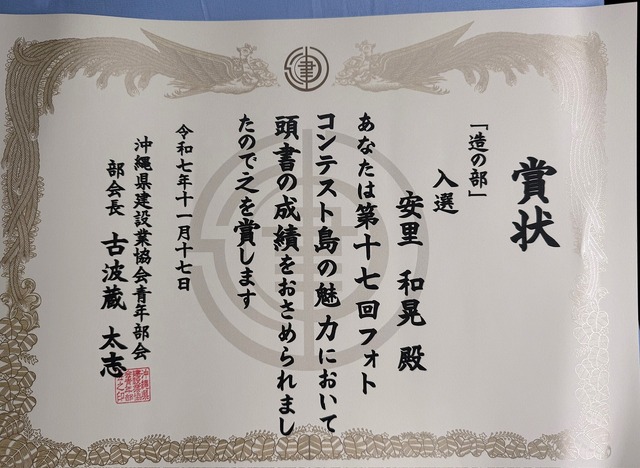 賞状
「造の部」
入選
安里 和晃 殿
あなたは第十七回フォト
コンテスト島の魅力において
頭書の成績をおさめられまし
たので之を賞します
令和七年十一月十七日
沖縄県建設業協会青年部会
部会長 古波蔵 太志